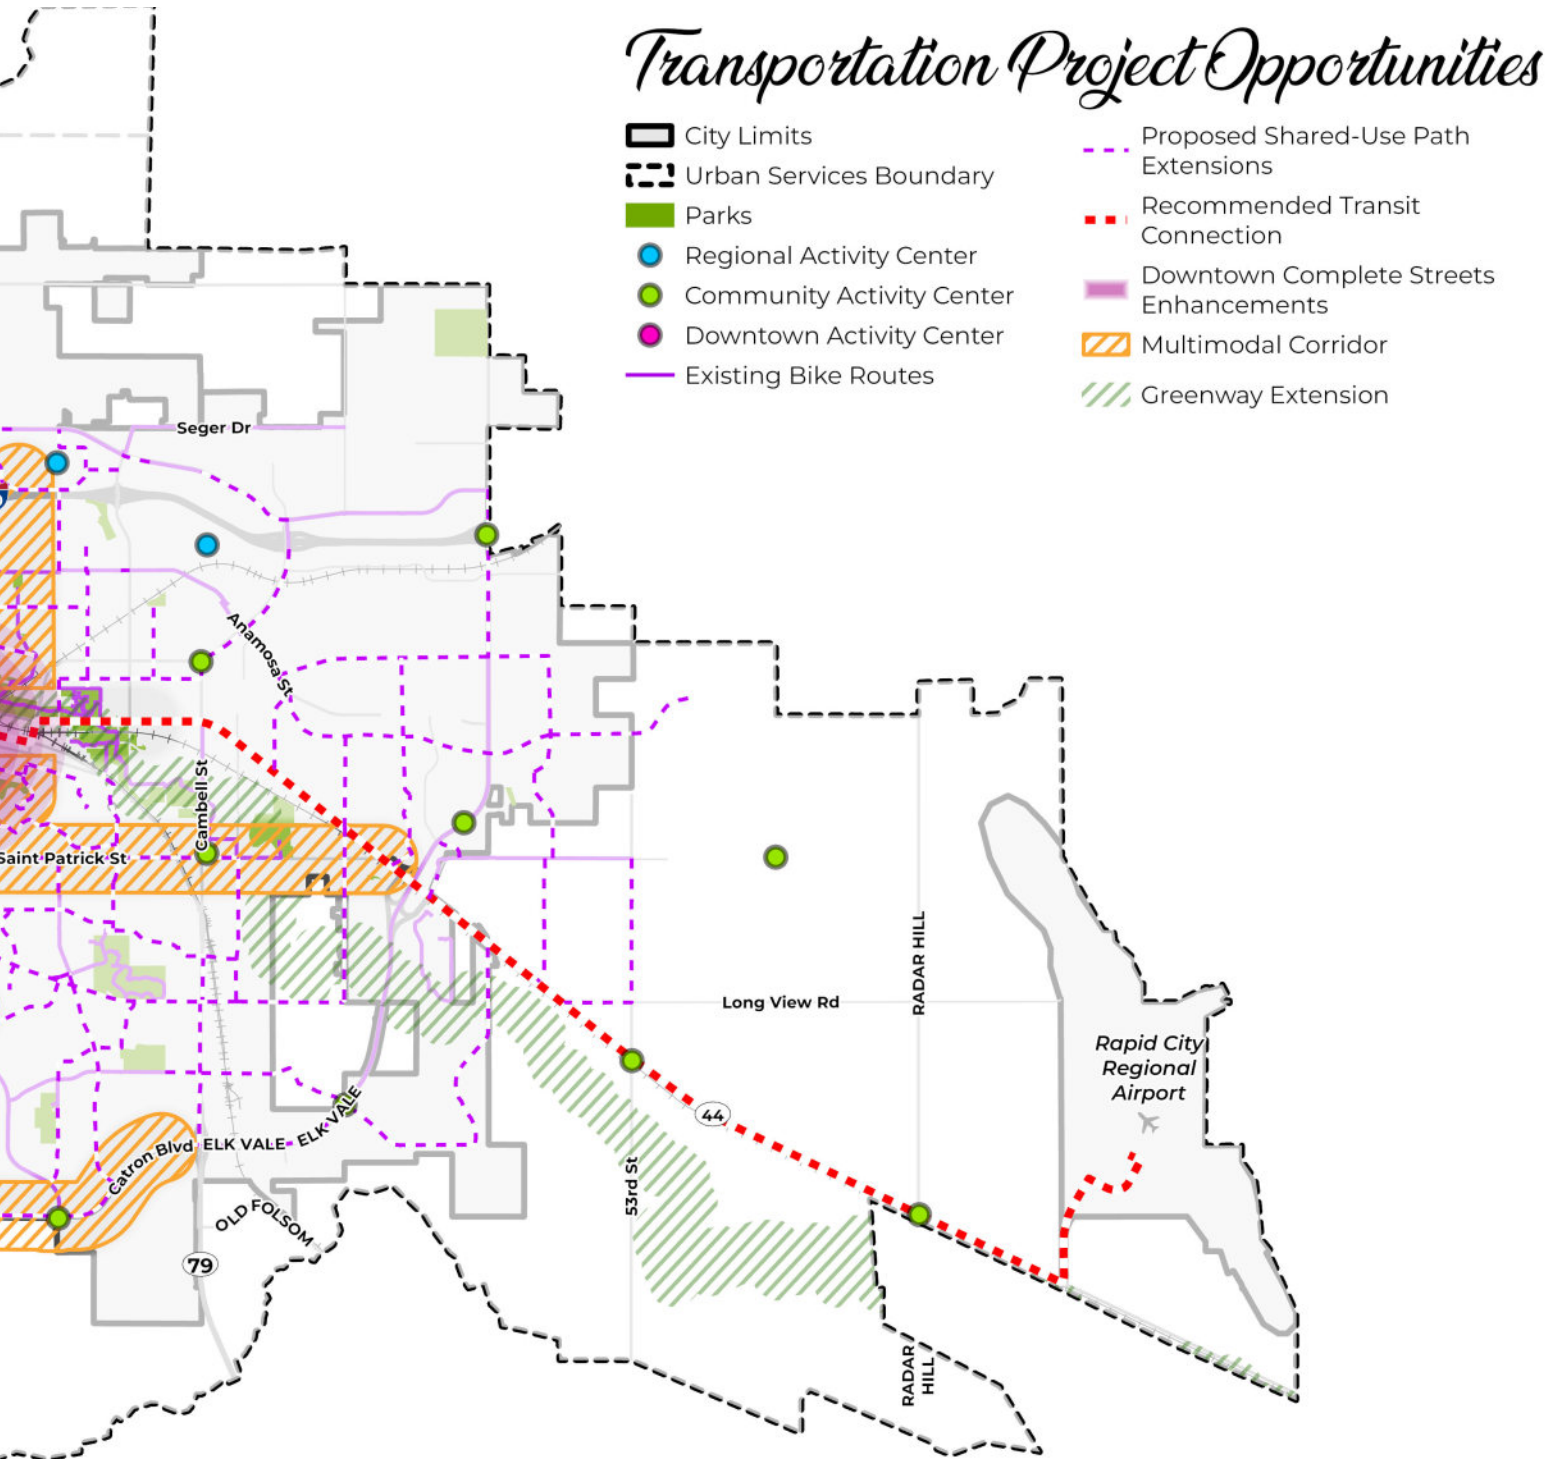 Transportation Project Opportunities
City Limits
Urban Services Boundary
Parks
Regional Activity Center
Community Activity Center
Downtown Activity Center
Existing Bike Routes
Proposed Shared-Use Path
Extensions
Recommended Transit
Connection
Downtown Complete Streets
Enhancements
Multimodal Corridor
Greenway Extension
Seger Dr
Anamosa St
Cambell St
Saint Patrick St
RADAR HILL
Long View Rd
Rapid City
Regional
Airport
44
ELK VALE
ELK VALE
Catron Blvd
53rd St
OLD FOLSOM
79
RADAR
HILL